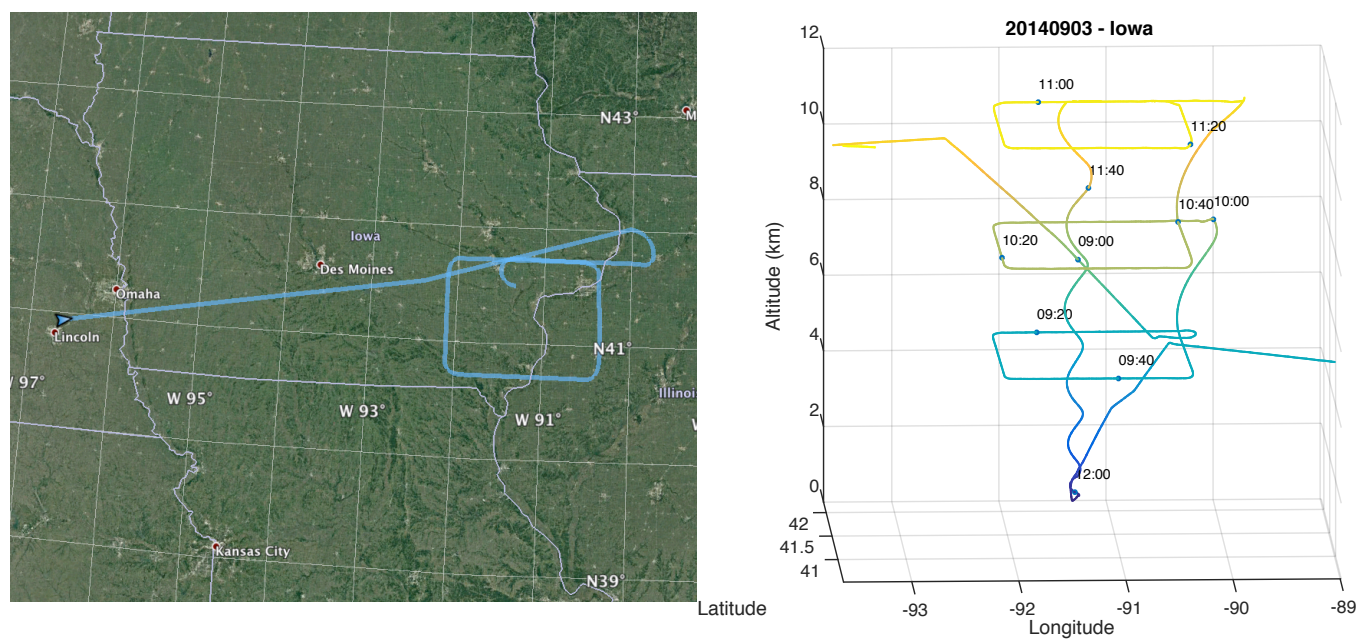 N43°
M
Iowa
Des Moines
Omaha
Lincoln
N41°
W 97°
W 95°
W 93°
W 91°
Illinois
Kansas City
N39°
20140903 - Iowa
12
10
8
6
4
2
0
Altitude (km)
11:00
11:20
11:40
10:40
10:00
10:20
09:00
09:20
09:40
12:00
42
41.5
41
Latitude
-93
-92
-91
-90
-89
Longitude